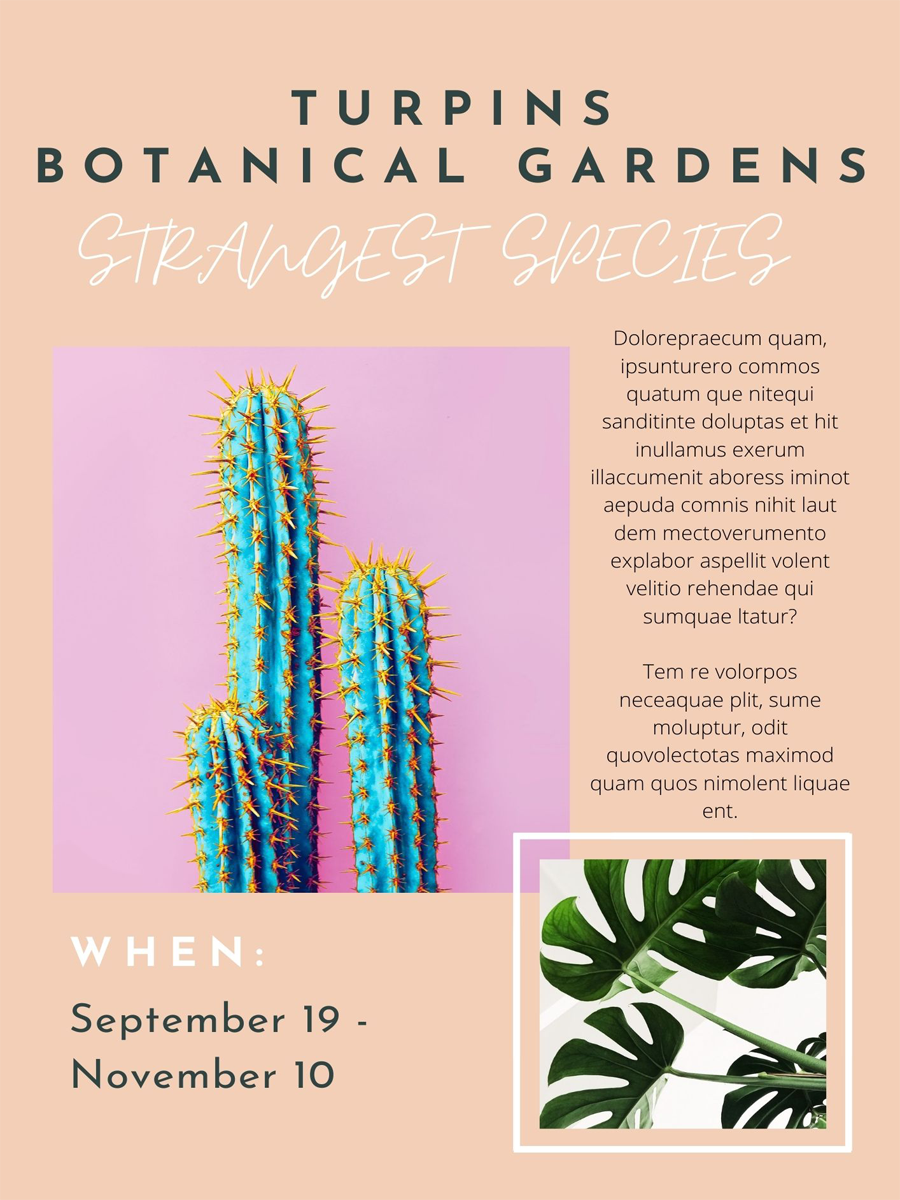 TURPINS
BOTANICAL GARDENS
STRANGEST SPECIES
Dolorepraecum quam,
ipsunturero commos
quatum que nitequi
sanditinte doluptas et hit
inullamus exerum
illaccumenit aboress iminot
aepuda comnis nihit laut
dem mectoverumento
explabor aspellit volent
velitio rehendae qui
sumquae ltatur?
Tem re volorpos
neceaquae plit, sume
moluptur, odit
quovolectotas maximod
quam quos nimolent liquae
ent.
WHEN:
September 19 -
November 10